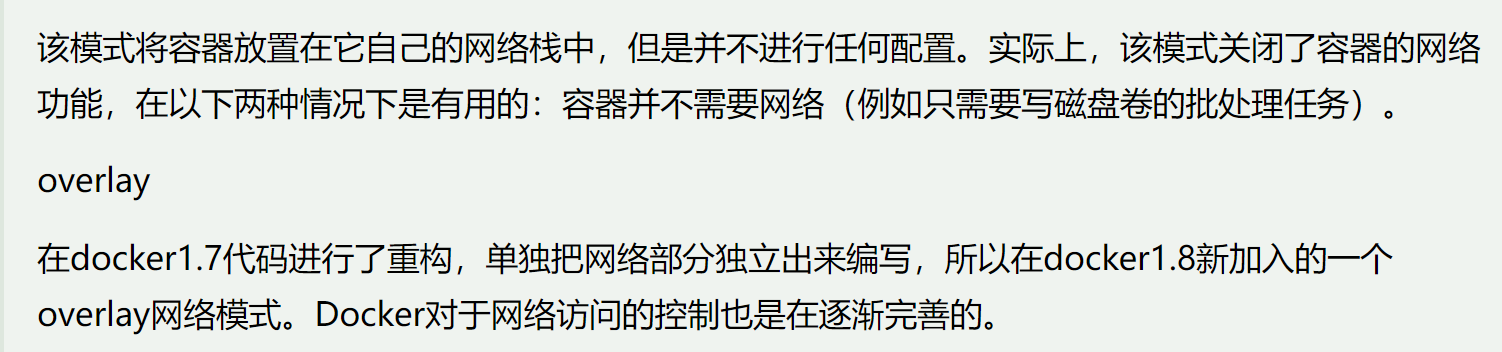 该模式将容器放置在它自己的网络栈中，但是并不进行任何配置。实际上，该模式关闭了容器的网络
功能，在以下两种情况下是有用的：容器并不需要网络（例如只需要写磁盘卷的批处理任务）。
overlay
在docker1.7代码进行了重构，单独把网络部分独立出来编写，所以在docker1.8新加入的一个
overlay网络模式。Docker对于网络访问的控制也是在逐渐完善的。